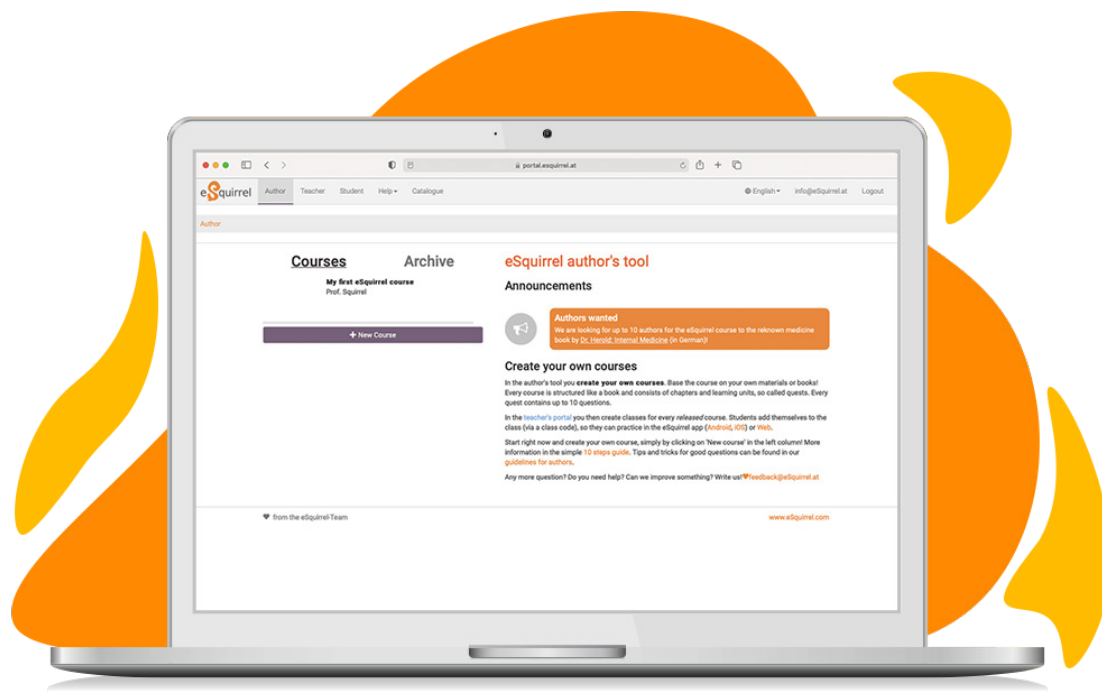 portal.esquirrel.at
eSquirrel Author Teacher Student Help Catalogue English info@eSquirrel.at Logout
Author
Courses Archive
My first eSquirrel course
Prof. Squirrel
+ New Course
eSquirrel author's tool
Announcements
Authors wanted
We are looking for up to 10 authors for the eSquirrel course to the reknown medicine
book by Dr. Herold: Internal Medicine (in German)!
Create your own courses
In the author's tool you create your own courses. Base the course on your own materials or books!
Every course is structured like a book and consists of chapters and learning units, so called quests. Every
quest contains up to 10 questions.
In the teacher's portal you then create classes for every released course. Students add themselves to the
class (via a class code), so they can practice in the eSquirrel app (Android, iOS) or Web.
Start right now and create your own course, simply by clicking on 'New course' in the left column! More
information in the simple 10 steps guide. Tips and tricks for good questions can be found in our
guidelines for authors.
Any more question? Do you need help? Can we improve something? Write us! feedback@eSquirrel.at
from the eSquirrel-Team
www.eSquirrel.com